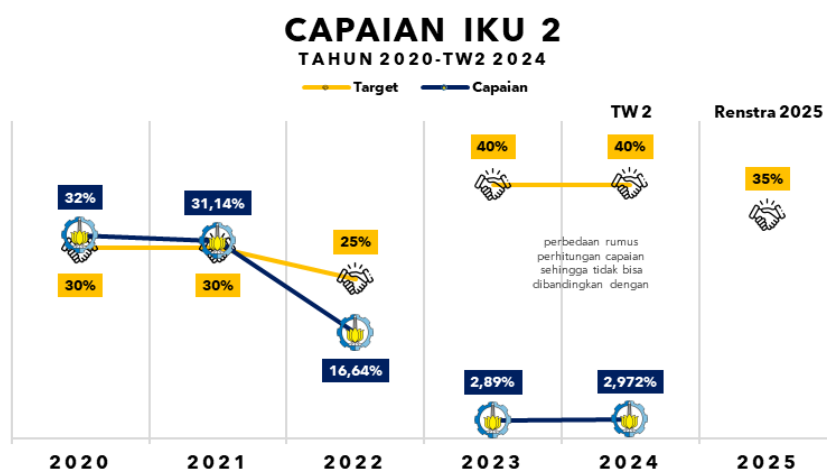 CAPAIAN IKU 2
TAHUN 2020-TW2 2024
Target
Capaian
TW 2
Renstra 2025
40%
40%
35%
32%
31,14%
25%
30%
30%
perbedaan rumus
perhitungan capaian
sehingga tidak bisa
dibandingkan dengan
16,64%
2,89%
2,972%
2020
2021
2022
2023
2024
2025